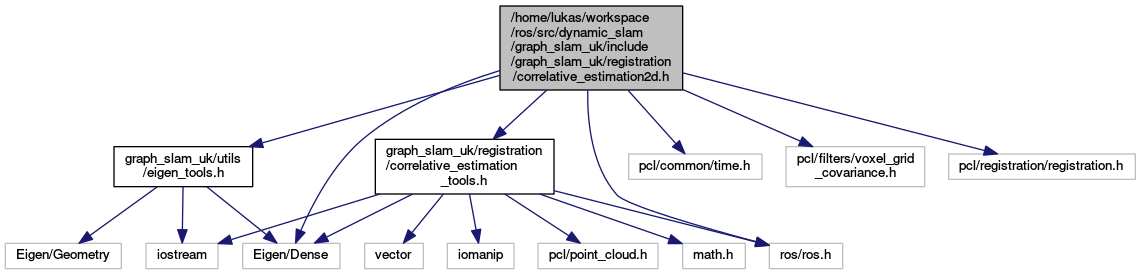 /home/lukas/workspace
/ros/src/dynamic_slam
/graph_slam_uk/include
/graph_slam_uk/registration
/correlative_estimation2d.h
graph_slam_uk/utils
/eigen_tools.h
graph_slam_uk/registration
/correlative_estimation
_tools.h
pcl/common/time.h
pcl/filters/voxel_grid
_covariance.h
pcl/registration/registration.h
Eigen/Geometry
iostream
Eigen/Dense
vector
iomanip
pcl/point_cloud.h
math.h
ros/ros.h